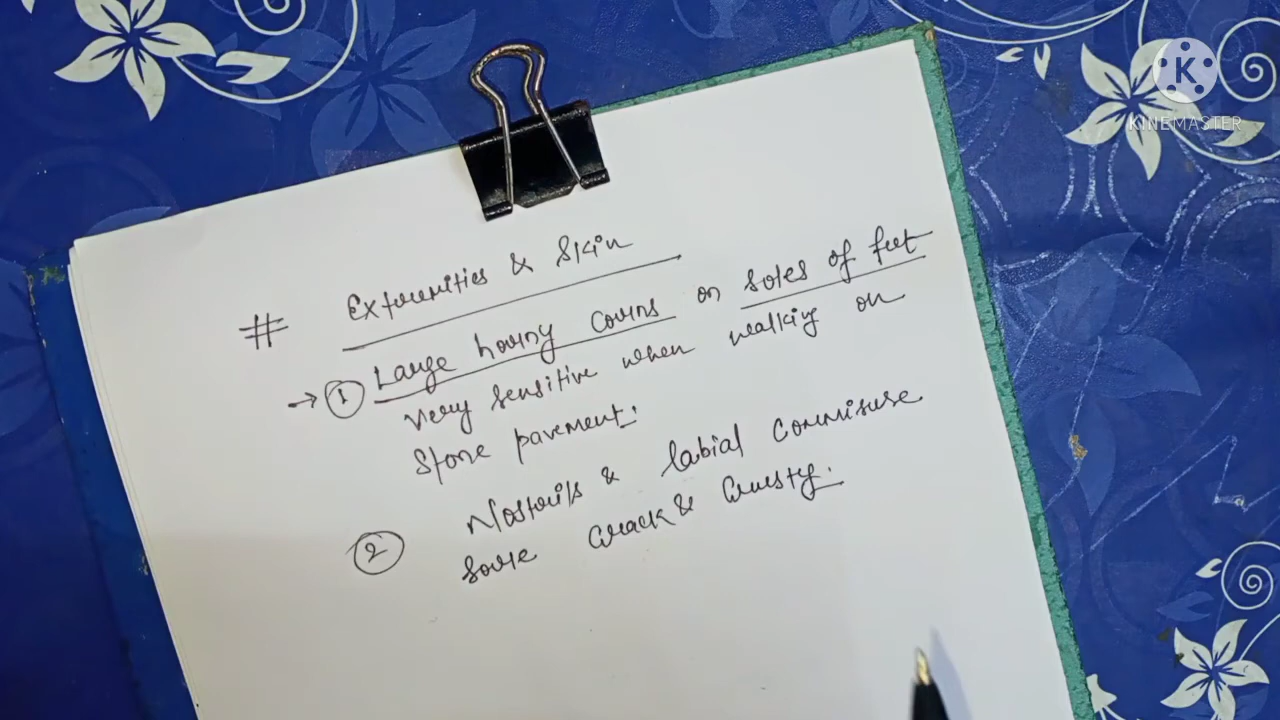 # Extremities & Skin
→ ① Large horny corns on soles of feet
very sensitive when walking on
stone pavement.
② Nostrils & labial commisure
sore crack & crusty.
K
KINEMASTER